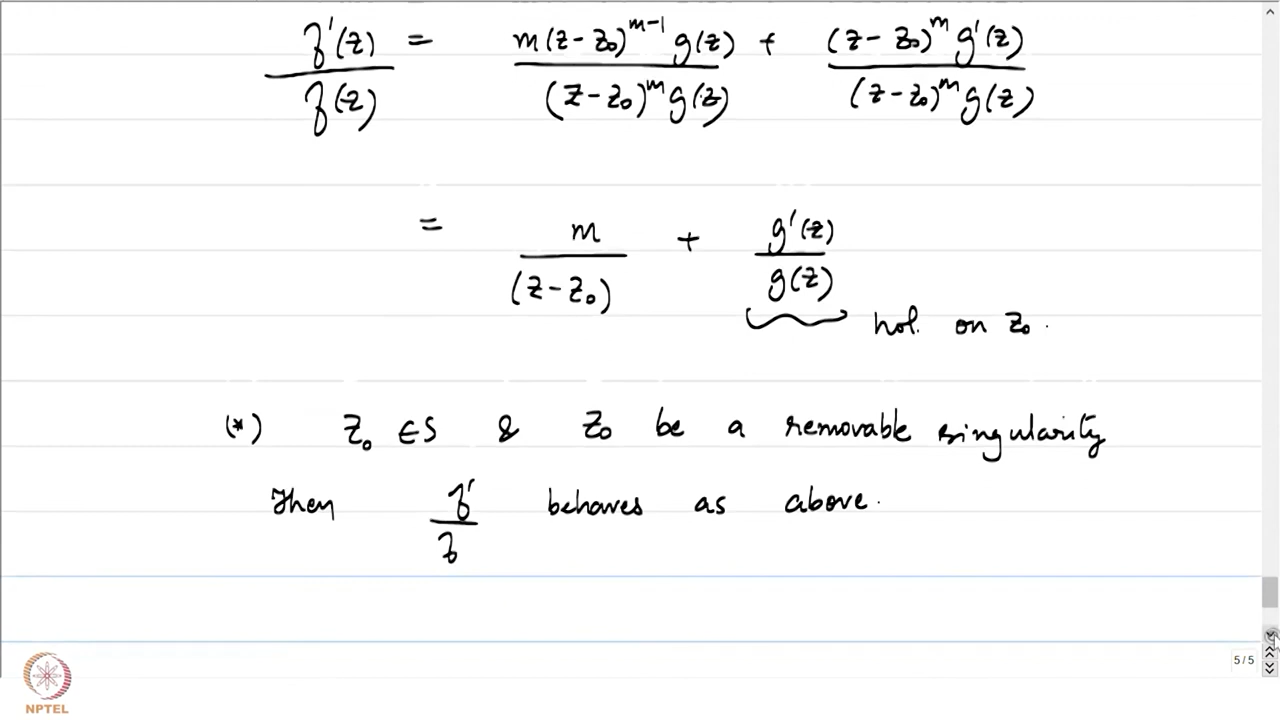 f'(z) / f(z) = m(z-z₀)^{m-1} g(z) / (z-z₀)^m g(z) + (z-z₀)^m g'(z) / (z-z₀)^m g(z)
= m / (z-z₀) + g'(z) / g(z)
hol. on z₀.
(*) z₀ ∈ S & z₀ be a removable singularity
Then f' / f behaves as above.
5 / 5
NPTEL